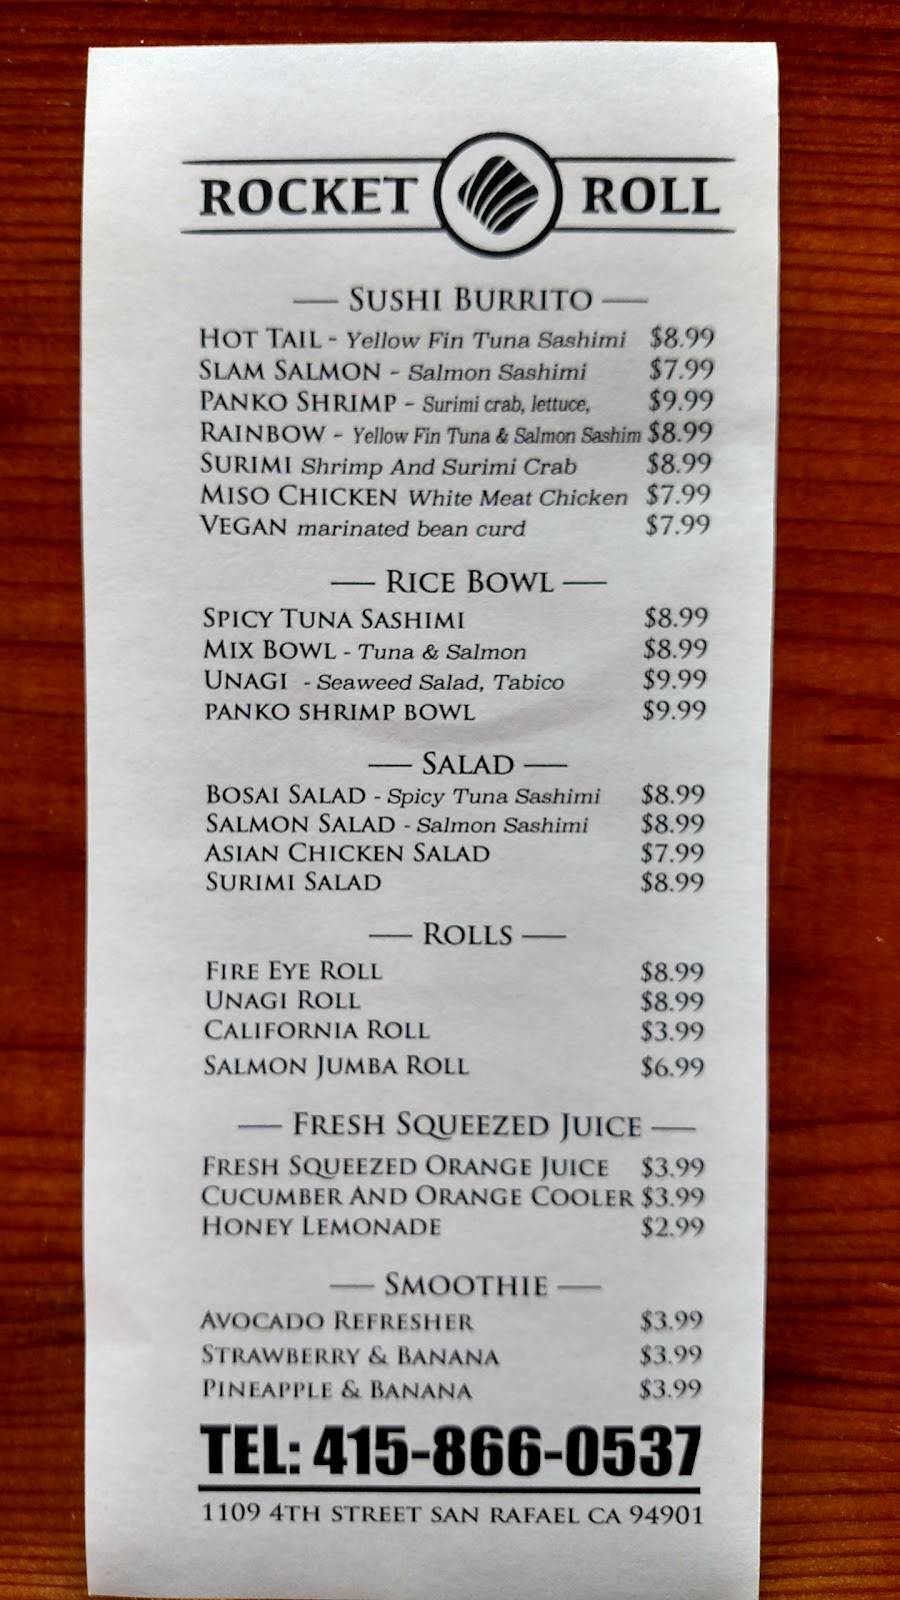 ROCKET ROLL
SUSHI BURRITO
HOT TAIL - Yellow Fin Tuna Sashimi $8.99
SLAM SALMON - Salmon Sashimi $7.99
PANKO SHRIMP - Surimi crab, lettuce, $9.99
RAINBOW - Yellow Fin Tuna & Salmon Sashim $8.99
SURIMI Shrimp And Surimi Crab $8.99
MISO CHICKEN White Meat Chicken $7.99
VEGAN marinated bean curd $7.99
RICE BOWL
SPICY TUNA SASHIMI $8.99
MIX BOWL - Tuna & Salmon $8.99
UNAGI - Seaweed Salad, Tabico $9.99
PANKO SHRIMP BOWL $9.99
SALAD
BOSAI SALAD - Spicy Tuna Sashimi $8.99
SALMON SALAD - Salmon Sashimi $8.99
ASIAN CHICKEN SALAD $7.99
SURIMI SALAD $8.99
ROLLS
FIRE EYE ROLL $8.99
UNAGI ROLL $8.99
CALIFORNIA ROLL $3.99
SALMON JUMBA ROLL $6.99
FRESH SQUEEZED JUICE
FRESH SQUEEZED ORANGE JUICE $3.99
CUCUMBER AND ORANGE COOLER $3.99
HONEY LEMONADE $2.99
SMOOTHIE
AVOCADO REFRESHER $3.99
STRAWBERRY & BANANA $3.99
PINEAPPLE & BANANA $3.99
TEL: 415-866-0537
1109 4TH STREET SAN RAFAEL CA 94901